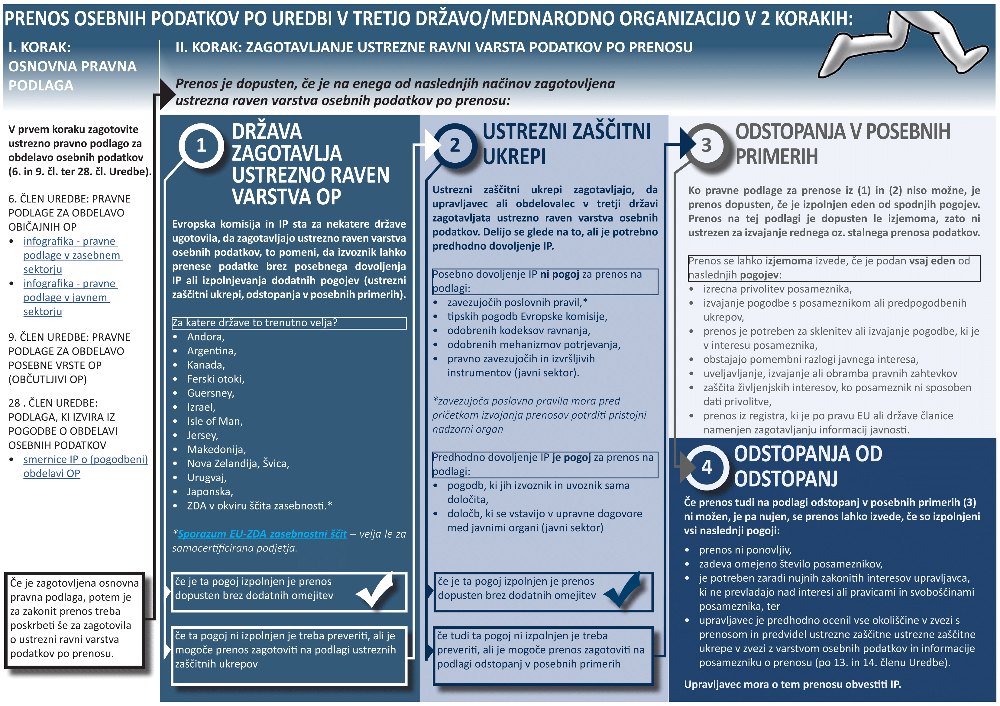 PRENOS OSEBNIH PODATKOV PO UREDBI V TRETJO DRŽAVO/MEDNARODNO ORGANIZACIJO V 2 KORAKIH:
I. KORAK:
OSNOVNA PRAVNA
PODLAGA
II. KORAK: ZAGOTAVLJANJE USTREZNE RAVNI VARSTA PODATKOV PO PRENOSU
Prenos je dopusten, če je na enega od naslednjih načinov zagotovljena
ustrezna raven varstva osebnih podatkov po prenosu:
V prvem koraku zagotovite
ustrezno pravno podlago za
obdelavo osebnih podatkov
(6. in 9. čl. ter 28. čl. Uredbe).
6. ČLEN UREDBE: PRAVNE
PODLAGE ZA OBDELAVO
OBIČAJNIH OP
• infografika - pravne
podlage v zasebnem
sektorju
• infografika - pravne
podlage v javnem
sektorju
9. ČLEN UREDBE: PRAVNE
PODLAGE ZA OBDELAVO
POSEBNE VRSTE OP
(OBČUTLJIVI OP)
28 . ČLEN UREDBE:
PODLAGA, KI IZVIRA IZ
POGODBE O OBDELAVI
OSEBNIH PODATKOV
• smernice IP o (pogodbeni)
obdelavi OP
Če je zagotovljena osnovna
pravna podlaga, potem je
za zakonit prenos treba
poskrbeti še za zagotovila
o ustrezni ravni varstva
podatkov po prenosu.
1
DRŽAVA
ZAGOTAVLJA
USTREZNO RAVEN
VARSTVA OP
Evropska komisija in IP sta za nekatere države
ugotovila, da zagotavljajo ustrezno raven varstva
osebnih podatkov, to pomeni, da izvoznik lahko
prenese podatke brez posebnega dovoljenja
IP ali izpolnjevanja dodatnih pogojev (ustrezni
zaščitni ukrepi, odstopanja v posebnih primerih).
Za katere države to trenutno velja?
• Andora,
• Argentina,
• Kanada,
• Ferski otoki,
• Guersney,
• Izrael,
• Isle of Man,
• Jersey,
• Makedonija,
• Nova Zelandija, Švica,
• Urugvaj,
• Japonska,
• ZDA v okviru ščita zasebnosti.*
*Sporazum EU-ZDA zasebnostni ščit – velja le za
samocertificirana podjetja.
če je ta pogoj izpolnjen je prenos
dopusten brez dodatnih omejitev
če ta pogoj ni izpolnjen je treba preveriti, ali je
mogoče prenos zagotoviti na podlagi ustreznih
zaščitnih ukrepov
2
USTREZNI ZAŠČITNI
UKREPI
Ustrezni zaščitni ukrepi zagotavljajo, da
upravljavec ali obdelovalec v tretji državi
zagotavljata ustrezno raven varstva osebnih
podatkov. Delijo se glede na to, ali je potrebno
predhodno dovoljenje IP.
Posebno dovoljenje IP ni pogoj za prenos na
podlagi:
• zavezujočih poslovnih pravil,*
• tipskih pogodb Evropske komisije,
• odobrenih kodeksov ravnanja,
• odobrenih mehanizmov potrjevanja,
• pravno zavezujočih in izvršljivih
instrumentov (javni sektor).
*zavezujoča poslovna pravila mora pred
pričetkom izvajanja prenosov potrditi pristojni
nadzorni organ
Predhodno dovoljenje IP je pogoj za prenos na
podlagi:
• pogodb, ki jih izvoznik in uvoznik sama
določita,
• določb, ki se vstavijo v upravne dogovore
med javnimi organi (javni sektor)
če je ta pogoj izpolnjen je prenos
dopusten brez dodatnih omejitev
če tudi ta pogoj ni izpolnjen je treba
preveriti, ali je mogoče prenos zagotoviti na
podlagi odstopanj v posebnih primerih
3
ODSTOPANJA V POSEBNIH
PRIMERIH
Ko pravne podlage za prenose iz (1) in (2) niso možne, je
prenos dopusten, če je izpolnjen eden od spodnjih pogojev.
Prenos na tej podlagi je dopusten le izjemoma, zato ni
ustrezen za izvajanje rednega oz. stalnega prenosa podatkov.
Prenos se lahko izjemoma izvede, če je podan vsaj eden od
naslednjih pogojev:
• izrecna privolitev posameznika,
• izvajanje pogodbe s posameznikom ali predpogodbenih
ukrepov,
• prenos je potreben za sklenitev ali izvajanje pogodbe, ki je
v interesu posameznika,
• obstajajo pomembni razlogi javnega interesa,
• uveljavljanje, izvajanje ali obramba pravnih zahtevkov
• zaščita življenjskih interesov, ko posameznik ni sposoben
dati privolitve,
• prenos iz registra, ki je po pravu EU ali države članice
namenjen zagotavljanju informacij javnosti.
4
ODSTOPANJA OD
ODSTOPANJ
Če prenos tudi na podlagi odstopanj v posebnih primerih (3)
ni možen, je pa nujen, se prenos lahko izvede, če so izpolnjeni
vsi naslednji pogoji:
• prenos ni ponovljiv,
• zadeva omejeno število posameznikov,
• je potreben zaradi nujnih zakonitih interesov upravljavca,
ki ne prevladajo nad interesi ali pravicami in svoboščinami
posameznika, ter
• upravljavec je predhodno ocenil vse okoliščine v zvezi s
prenosom in predvidel ustrezne zaščitne ustrezne zaščitne
ukrepe v zvezi z varstvom osebnih podatkov in informacije
posamezniku o prenosu (po 13. in 14. členu Uredbe).
Upravljavec mora o tem prenosu obvestiti IP.